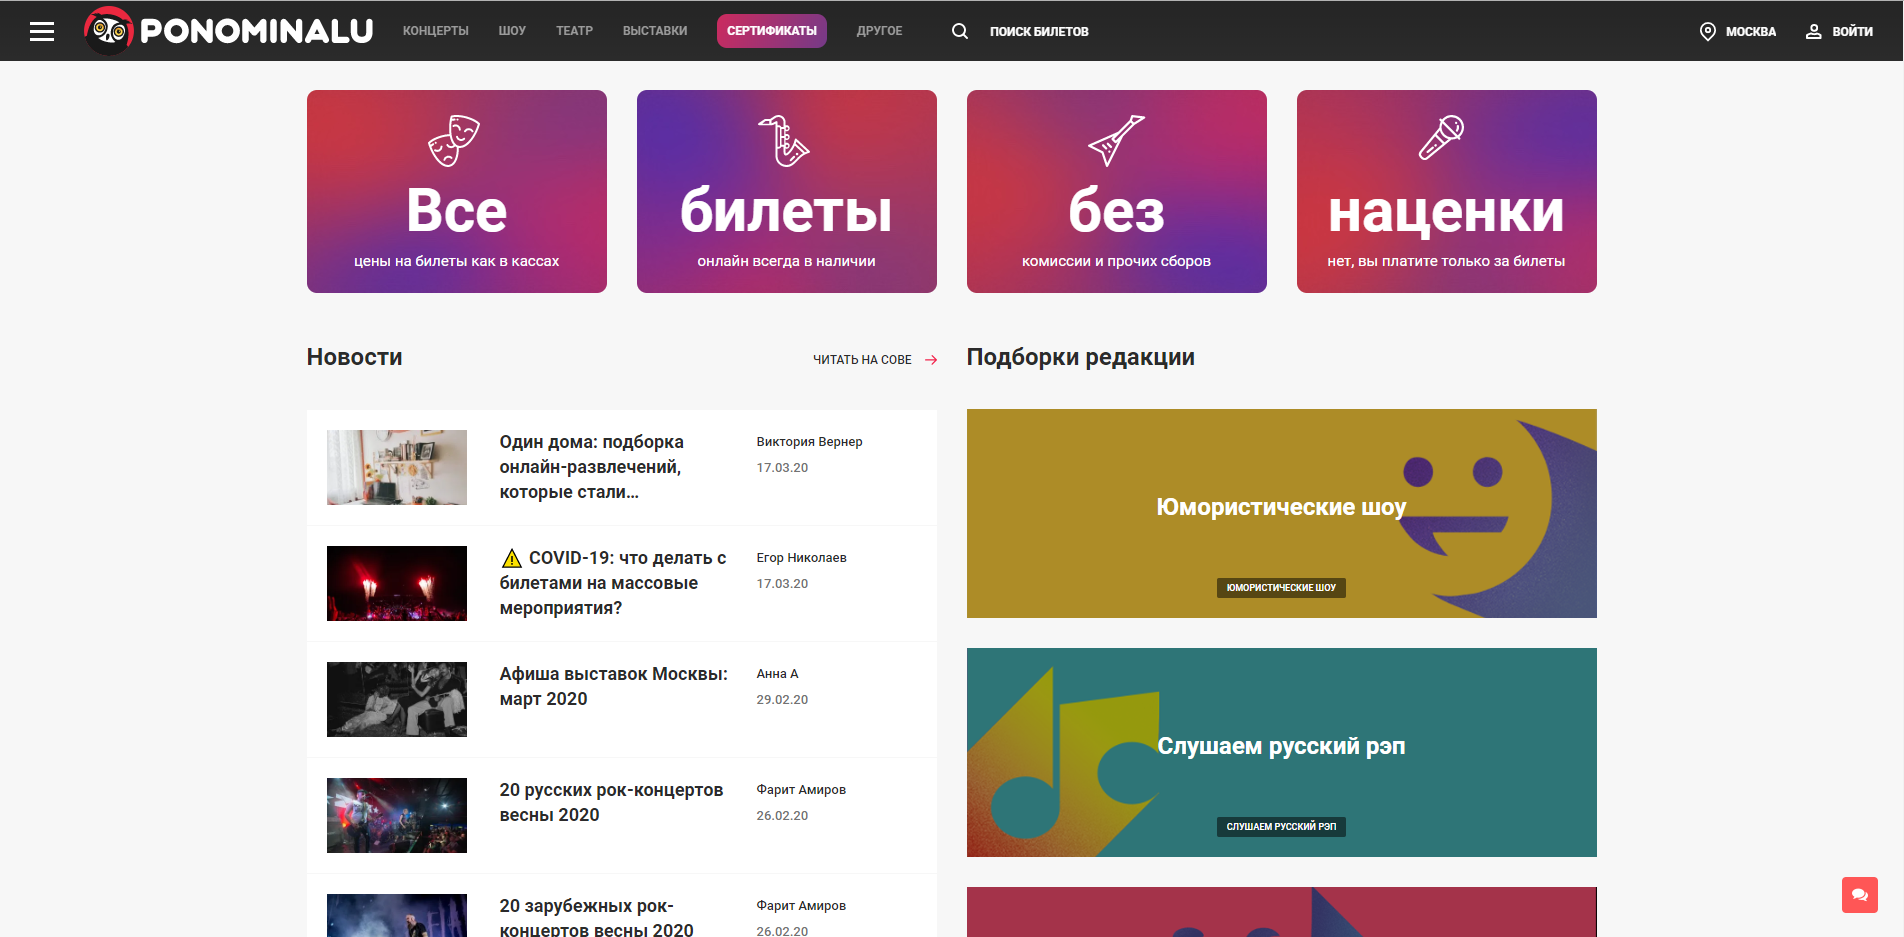 PONOMINALU
КОНЦЕРТЫ ШОУ ТЕАТР ВЫСТАВКИ СЕРТИФИКАТЫ ДРУГОЕ ПОИСК БИЛЕТОВ МОСКВА ВОЙТИ
Все
цены на билеты как в кассах
билеты
онлайн всегда в наличии
без
комиссии и прочих сборов
наценки
нет, вы платите только за билеты
Новости
ЧИТАТЬ НА СОВЕ
Один дома: подборка
онлайн-развлечений,
которые стали...
Виктория Вернер
17.03.20
⚠ COVID-19: что делать с
билетами на массовые
мероприятия?
Егор Николаев
17.03.20
Афиша выставок Москвы:
март 2020
Анна А
29.02.20
20 русских рок-концертов
весны 2020
Фарит Амиров
26.02.20
20 зарубежных рок-
концертов весны 2020
Фарит Амиров
26.02.20
Подборки редакции
Юмористические шоу
ЮМОРИСТИЧЕСКИЕ ШОУ
Слушаем русский рэп
СЛУШАЕМ РУССКИЙ РЭП